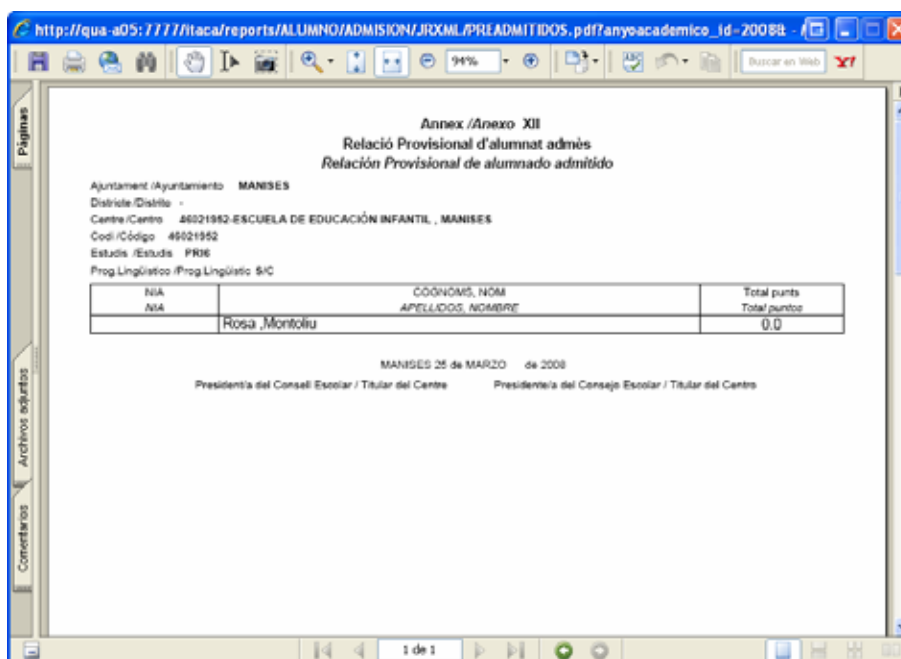 http://qua-a05:7777/itaca/reports/ALUMNO/ADMISION/JRXML/PREADMITIDOS.pdf?anyoacademico_id=2008&
94%
Buscar en Web
Páginas
Archivos adjuntos
Comentarios
Annex /Anexo XII
Relació Provisional d'alumnat admès
Relación Provisional de alumnado admitido
Ajuntament /Ayuntamiento MANISES
Districte /Distrito -
Centre /Centro 46021952-ESCUELA DE EDUCACIÓN INFANTIL , MANISES
Codi /Código 46021952
Estudis /Estudis PRI6
Prog.Lingüístico /Prog.Lingüístic S/C
NIA COGNOMS, NOM Total punts
NIA APELLIDOS, NOMBRE Total puntos
Rosa ,Montoliu 0.0
MANISES 25 de MARZO de 2008
President/a del Consell Escolar / Titular del Centre Presidente/a del Consejo Escolar / Titular del Centro
1 de 1